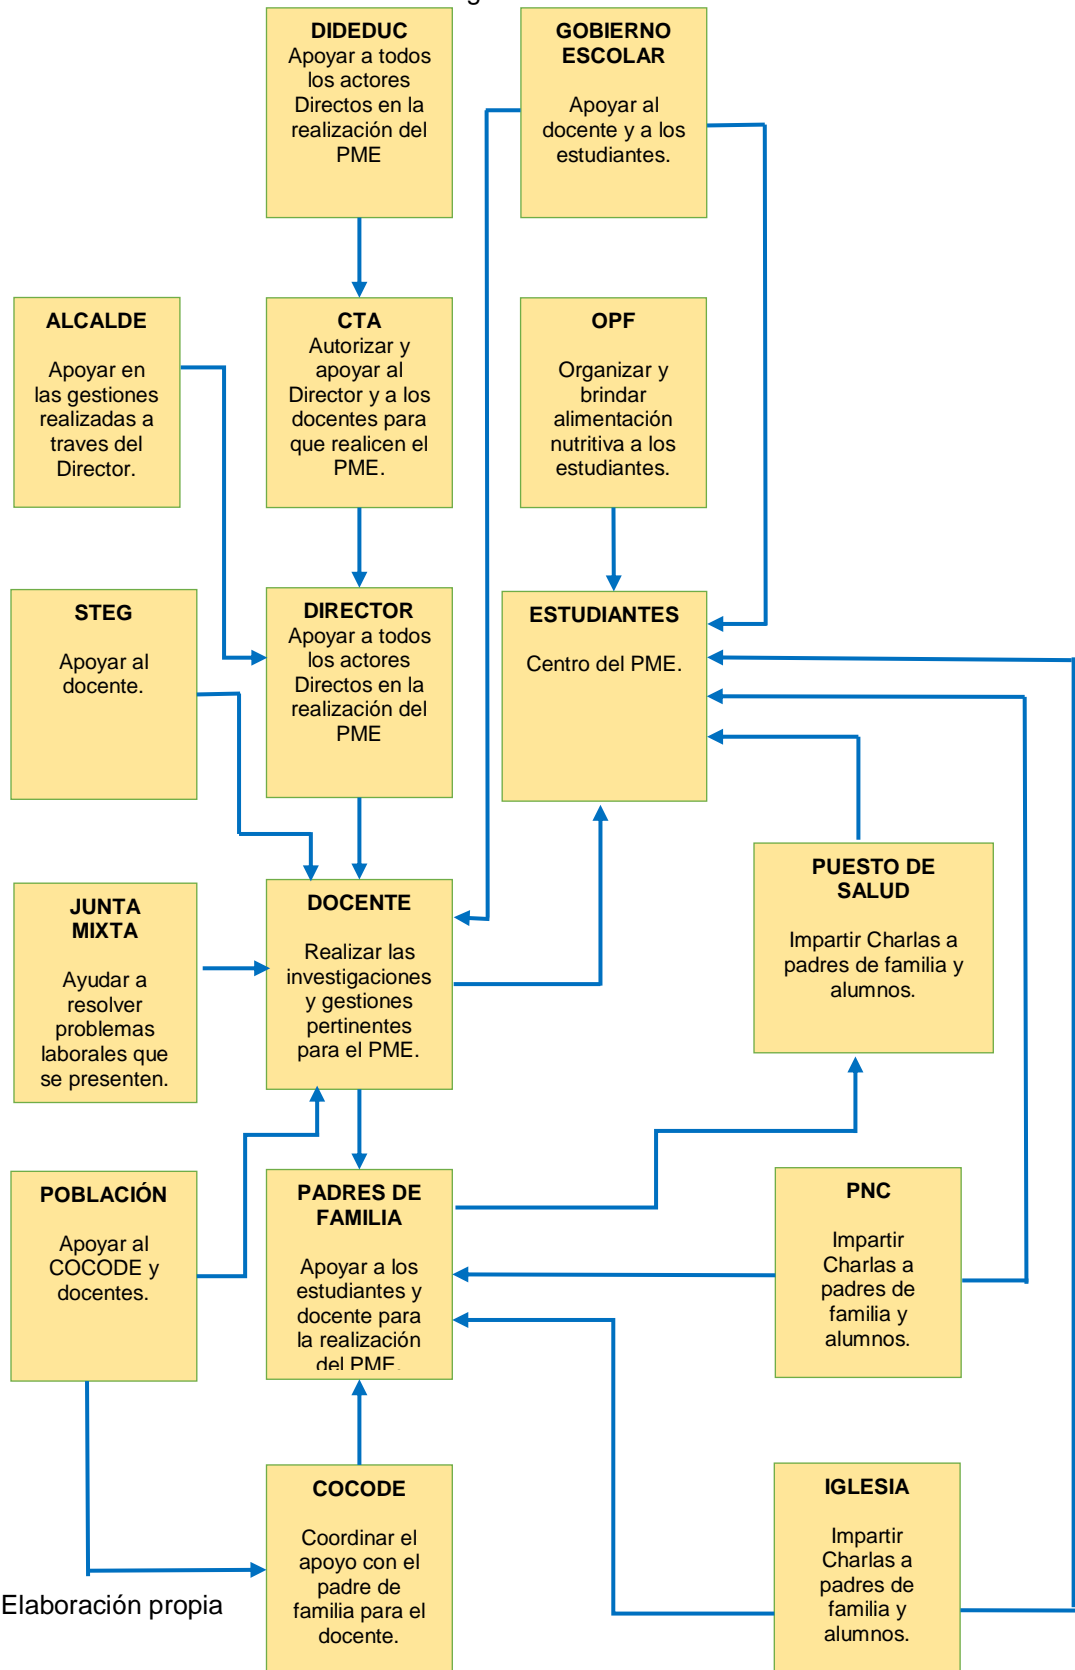 DIDEDUC
Apoyar a todos
los actores
Directos en la
realización del
PME
GOBIERNO
ESCOLAR
Apoyar al
docente y a los
estudiantes.
ALCALDE
Apoyar en
las gestiones
realizadas a
traves del
Director.
CTA
Autorizar y
apoyar al
Director y a los
docentes para
que realicen el
PME.
OPF
Organizar y
brindar
alimentación
nutritiva a los
estudiantes.
STEG
Apoyar al
docente.
DIRECTOR
Apoyar a todos
los actores
Directos en la
realización del
PME
ESTUDIANTES
Centro del PME.
JUNTA
MIXTA
Ayudar a
resolver
problemas
laborales que
se presenten.
DOCENTE
Realizar las
investigaciones
y gestiones
pertinentes
para el PME.
PUESTO DE
SALUD
Impartir Charlas a
padres de familia y
alumnos.
POBLACIÓN
Apoyar al
COCODE y
docentes.
PADRES DE
FAMILIA
Apoyar a los
estudiantes y
docente para
la realización
del PME.
PNC
Impartir
Charlas a
padres de
familia y
alumnos.
COCODE
Coordinar el
apoyo con el
padre de
familia para el
docente.
IGLESIA
Impartir
Charlas a
padres de
familia y
alumnos.
Elaboración propia